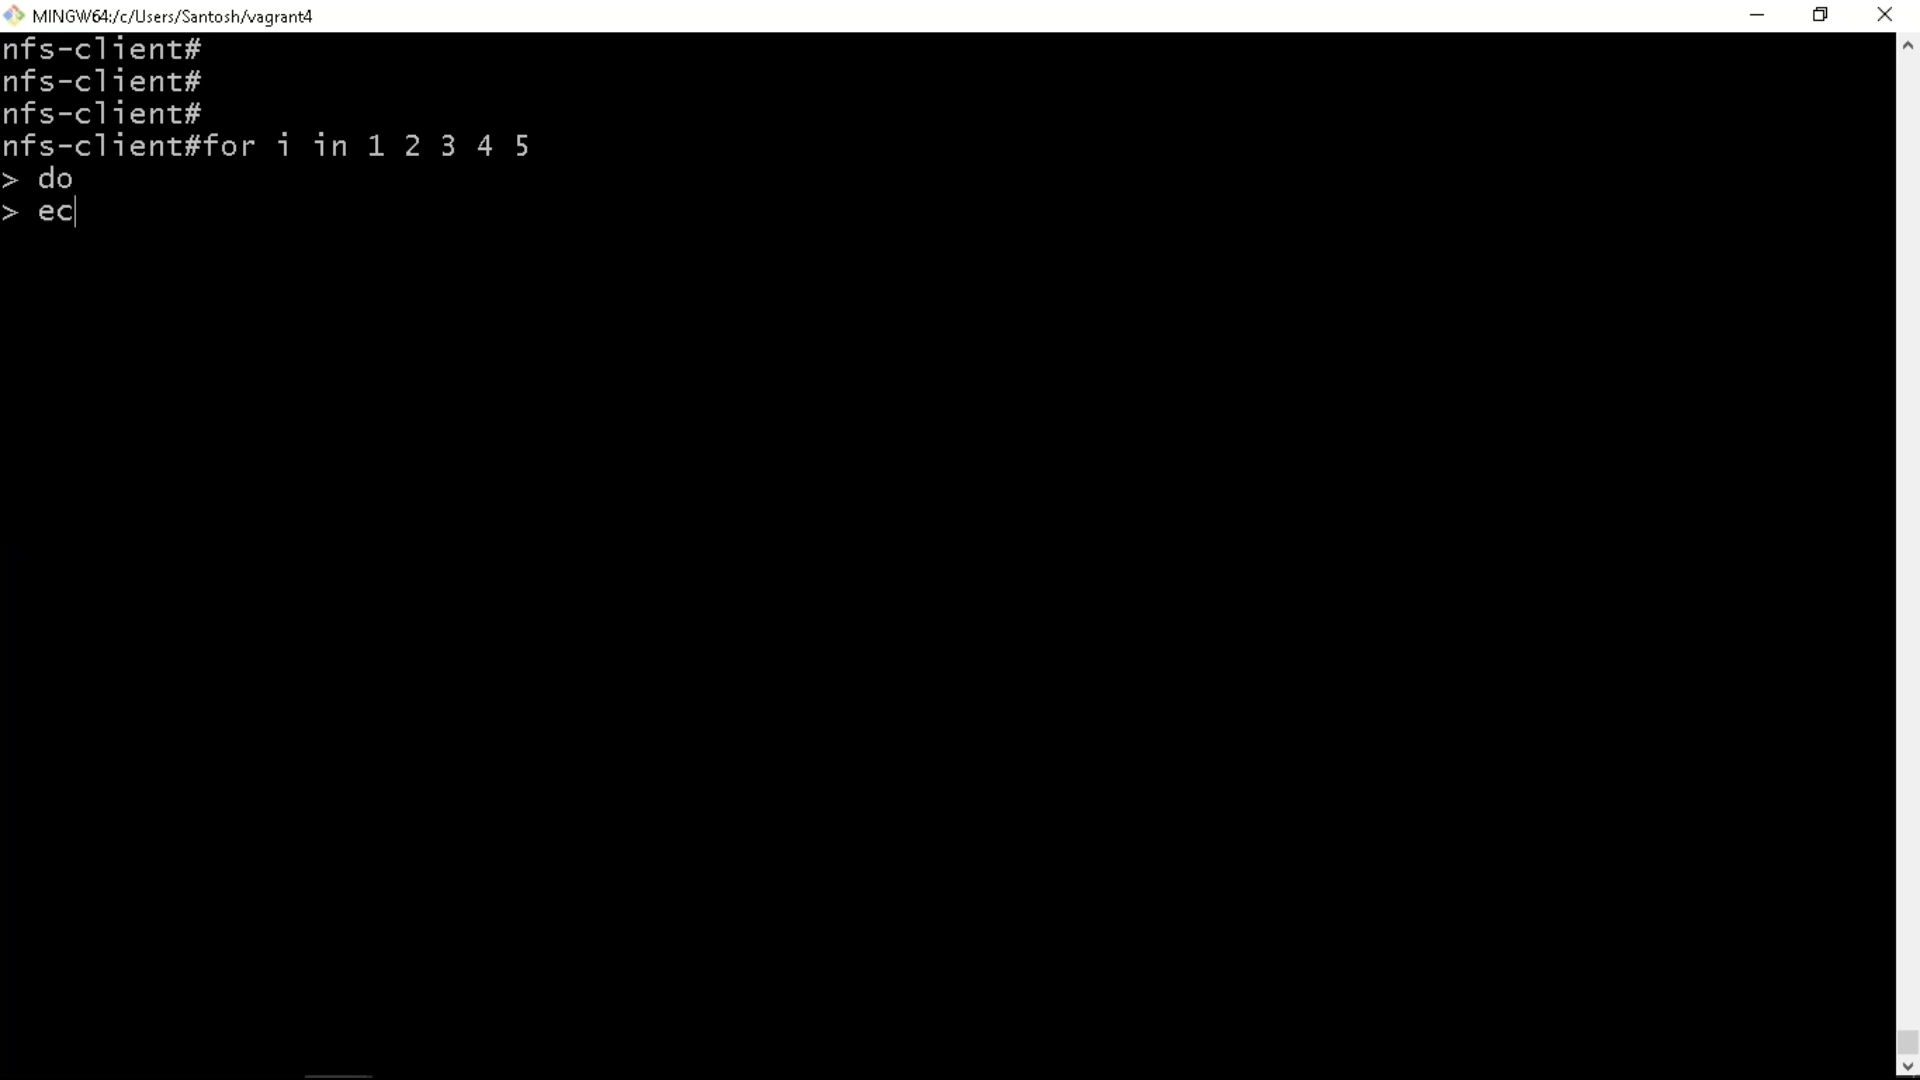 MINGW64:/c/Users/Santosh/vagrant4
nfs-client#
nfs-client#
nfs-client#
nfs-client#for i in 1 2 3 4 5
> do
> ec